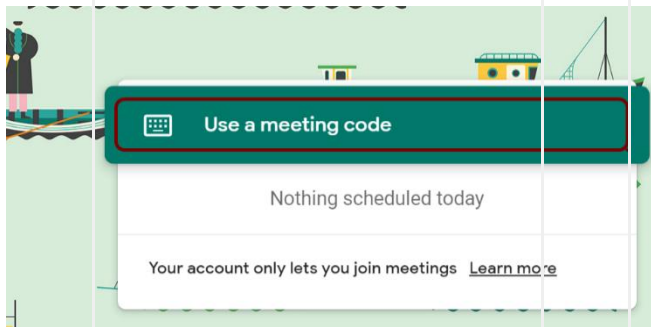 Use a meeting code
Nothing scheduled today
Your account only lets you join meetings Learn more